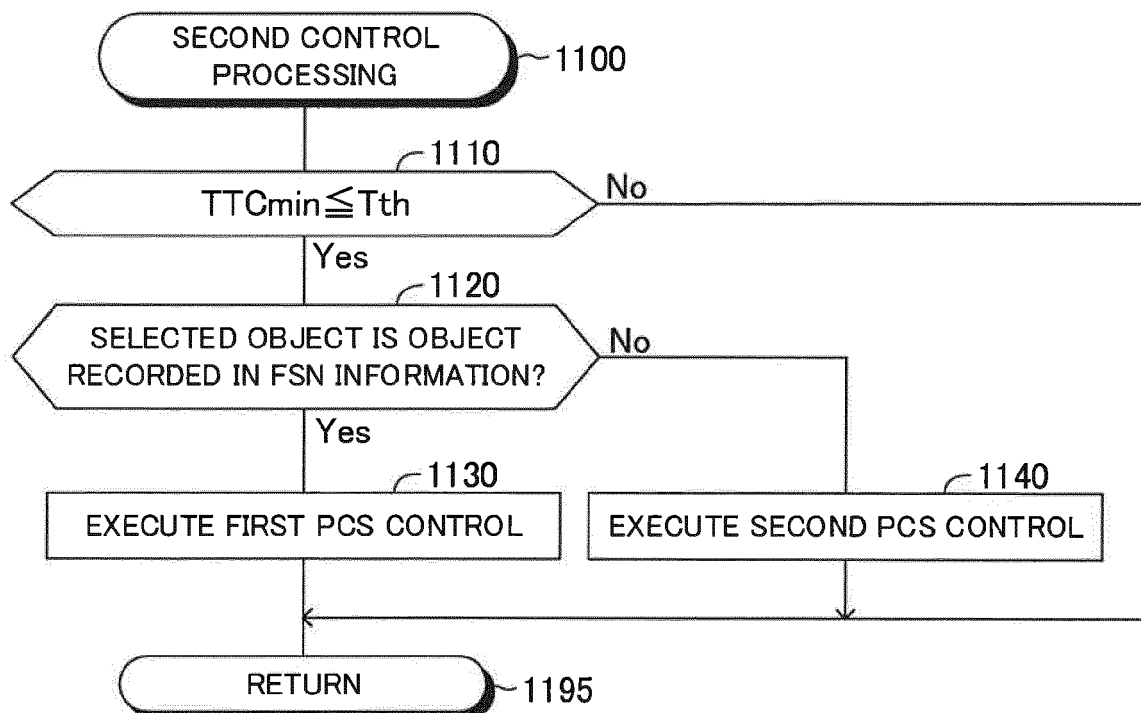 SECOND CONTROL
PROCESSING
1100
1110
TTCmin≦Tth
No
Yes
1120
SELECTED OBJECT IS OBJECT
RECORDED IN FSN INFORMATION?
No
Yes
1130
EXECUTE FIRST PCS CONTROL
1140
EXECUTE SECOND PCS CONTROL
RETURN
1195